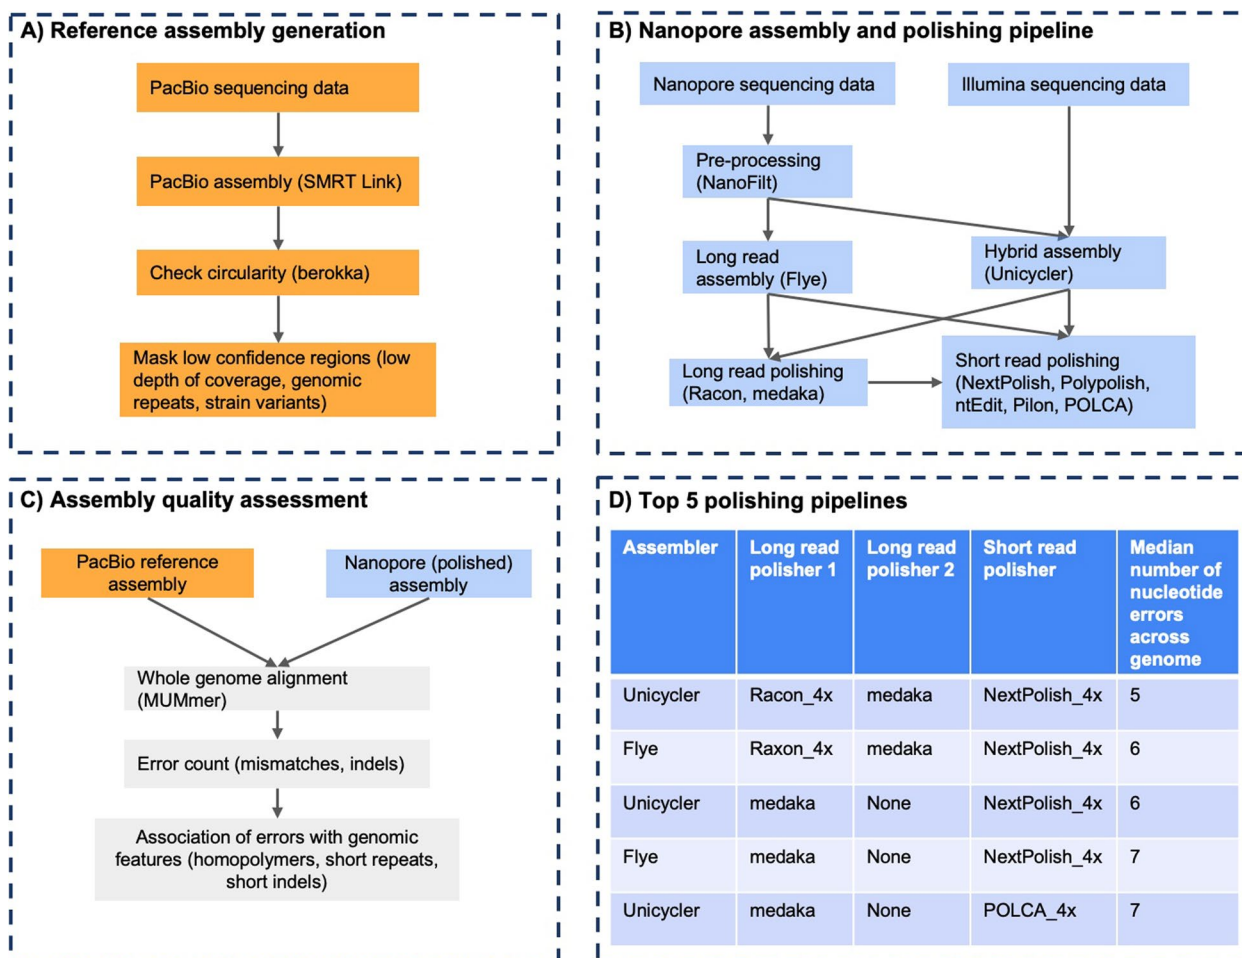 A) Reference assembly generation
PacBio sequencing data
PacBio assembly (SMRT Link)
Check circularity (berokka)
Mask low confidence regions (low
depth of coverage, genomic
repeats, strain variants)
B) Nanopore assembly and polishing pipeline
Nanopore sequencing data
Illumina sequencing data
Pre-processing
(NanoFilt)
Long read
assembly (Flye)
Hybrid assembly
(Unicycler)
Long read polishing
(Racon, medaka)
Short read polishing
(NextPolish, Polypolish,
ntEdit, Pilon, POLCA)
C) Assembly quality assessment
PacBio reference
assembly
Nanopore (polished)
assembly
Whole genome alignment
(MUMmer)
Error count (mismatches, indels)
Association of errors with genomic
features (homopolymers, short repeats,
short indels)
D) Top 5 polishing pipelines
Assembler
Long read
polisher 1
Long read
polisher 2
Short read
polisher
Median
number of
nucleotide
errors
across
genome
Unicycler Racon_4x medaka NextPolish_4x 5
Flye Raxon_4x medaka NextPolish_4x 6
Unicycler medaka None NextPolish_4x 6
Flye medaka None NextPolish_4x 7
Unicycler medaka None POLCA_4x 7